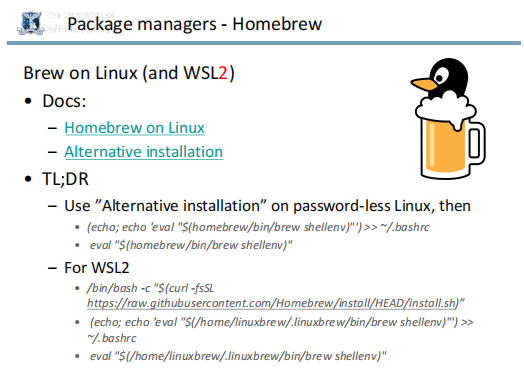 Package managers - Homebrew
Brew on Linux (and WSL2)
• Docs:
– Homebrew on Linux
– Alternative installation
• TL;DR
– Use ”Alternative installation” on password-less Linux, then
• (echo; echo 'eval "$(homebrew/bin/brew shellenv)"') >> ~/.bashrc
• eval "$(homebrew/bin/brew shellenv)"
– For WSL2
• /bin/bash -c "$(curl -fsSL
https://raw.githubusercontent.com/Homebrew/install/HEAD/install.sh)”
• (echo; echo 'eval "$(/home/linuxbrew/.linuxbrew/bin/brew shellenv)"') >>
~/.bashrc
• eval "$(/home/linuxbrew/.linuxbrew/bin/brew shellenv)"